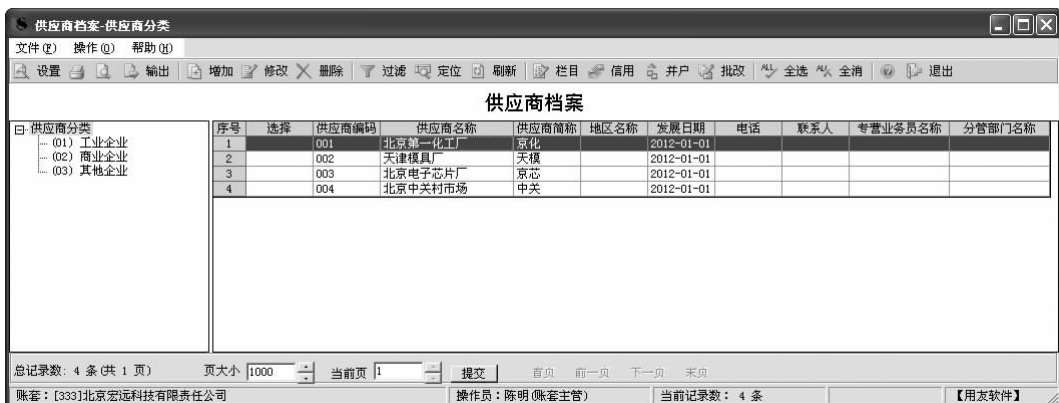 供应商档案-供应商分类
文件(F) 操作(O) 帮助(H)
设置 输出 增加 修改 删除 过滤 定位 刷新 栏目 信用 并户 批改 ALL 全选 ALL 全消 退出
供应商档案
供应商分类
(01) 工业企业
(02) 商业企业
(03) 其他企业
序号 选择 供应商编码 供应商名称 供应商简称 地区名称 发展日期 电话 联系人 专营业务员名称 分管部门名称
1 001 北京第一化工厂 京化 2012-01-01
2 002 天津模具厂 天模 2012-01-01
3 003 北京电子芯片厂 京芯 2012-01-01
4 004 北京中关村市场 中关 2012-01-01
总记录数: 4 条(共 1 页) 页大小 1000 当前页 1 提交 首页 前一页 下一页 末页
账套:[333]北京宏远科技有限责任公司 操作员:陈明(账套主管) 当前记录数: 4 条 【用友软件】